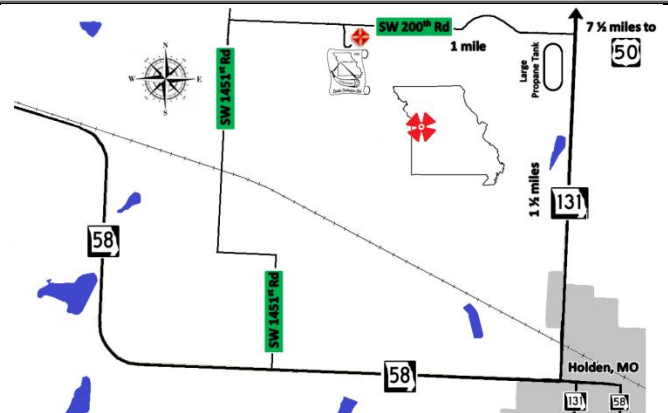 SW 200th Rd
1 mile
7 ½ miles to
50
N
W
E
S
SW 1451st Rd
Large
Propane Tank
1 ½ miles
131
58
SW 1451st Rd
58
Holden, MO
131
58